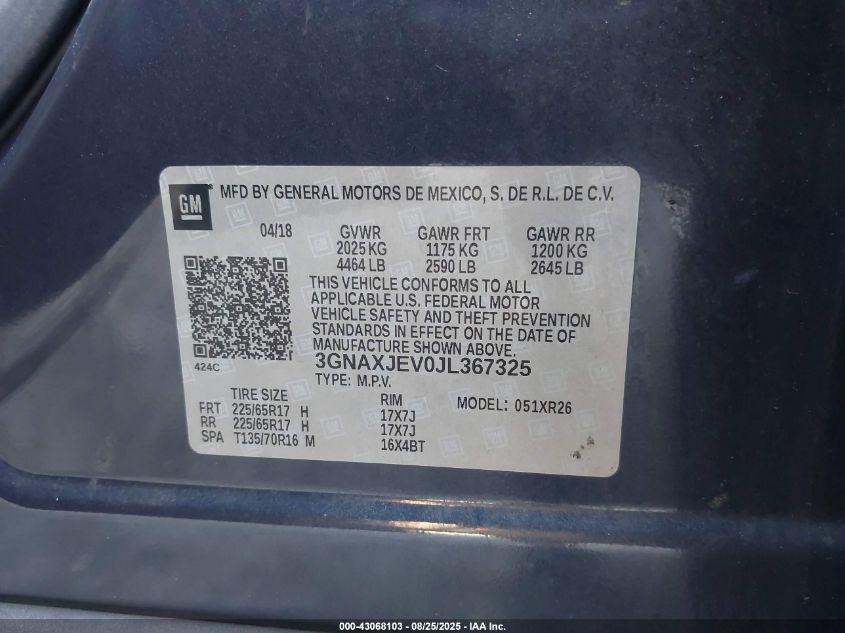 GM
MFD BY GENERAL MOTORS DE MEXICO, S. DE R.L. DE C.V.
04/18 GVWR GAWR FRT GAWR RR
2025 KG 1175 KG 1200 KG
4464 LB 2590 LB 2645 LB
THIS VEHICLE CONFORMS TO ALL
APPLICABLE U.S. FEDERAL MOTOR
VEHICLE SAFETY AND THEFT PREVENTION
STANDARDS IN EFFECT ON THE DATE OF
MANUFACTURE SHOWN ABOVE.
424C
3GNAXJEV0JL367325
TYPE: M.P.V.
TIRE SIZE RIM MODEL: 051XR26
FRT 225/65R17 H 17X7J
RR 225/65R17 H 17X7J
SPA T135/70R16 M 16X4BT
000-43068103 - 08/25/2025 - IAA Inc.